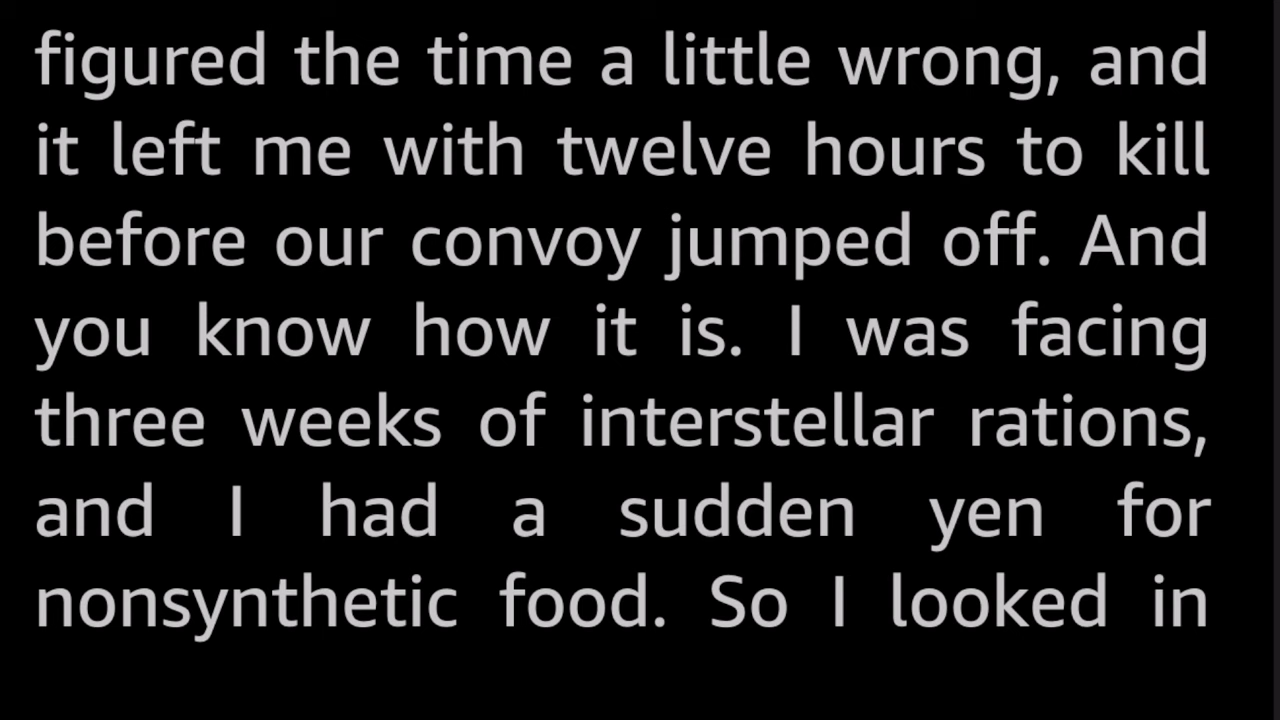 figured the time a little wrong, and
it left me with twelve hours to kill
before our convoy jumped off. And
you know how it is. I was facing
three weeks of interstellar rations,
and I had a sudden yen for
nonsynthetic food. So I looked in